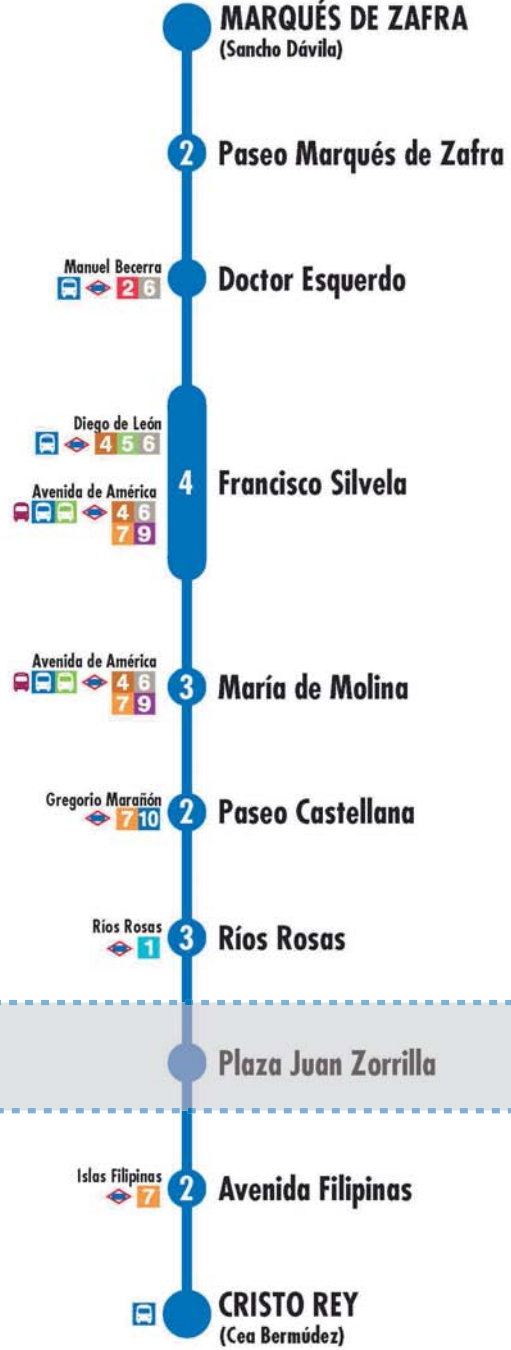 MARQUÉS DE ZAFRA
(Sancho Dávila)
2 Paseo Marqués de Zafra
Manuel Becerra
2 6
Doctor Esquerdo
Diego de León
4 5 6
Avenida de América
4 6
7 9
4 Francisco Silvela
Avenida de América
4 6
7 9
3 María de Molina
Gregorio Marañón
7 10
2 Paseo Castellana
Ríos Rosas
1
3 Ríos Rosas
Plaza Juan Zorrilla
Islas Filipinas
7
2 Avenida Filipinas
CRISTO REY
(Cea Bermúdez)